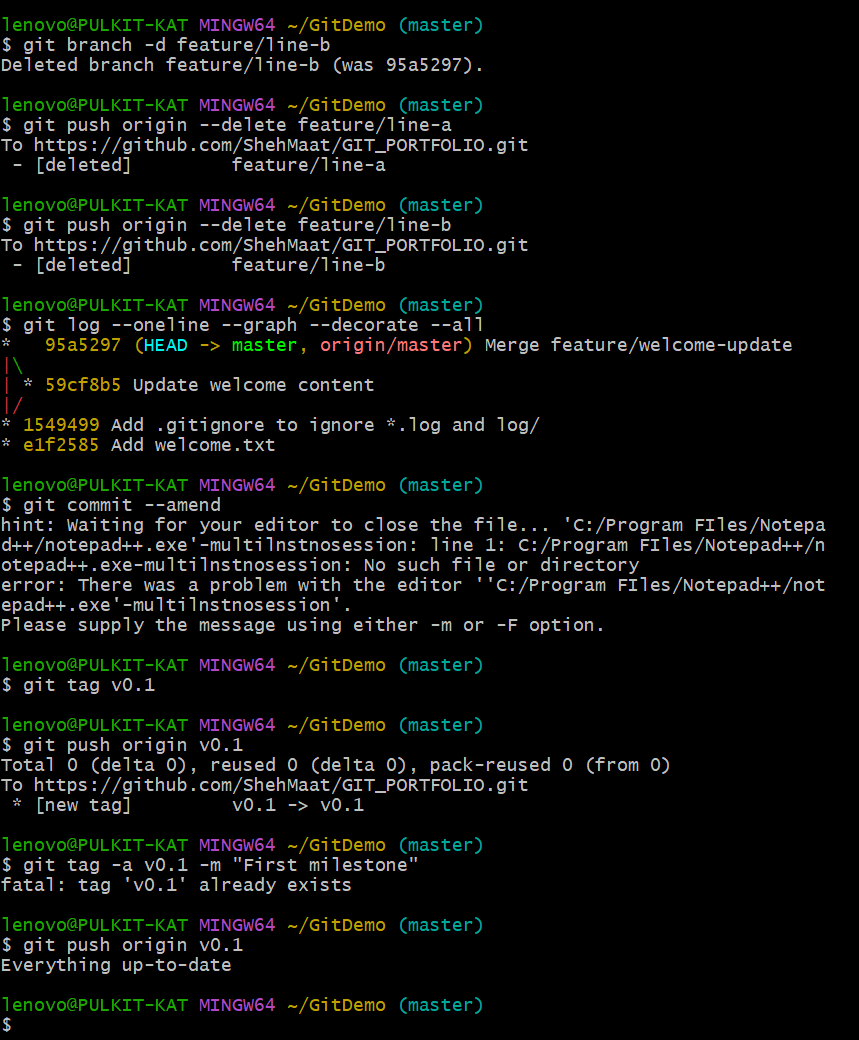 lenovo@PULKIT-KAT MINGW64 ~/GitDemo (master)
$ git branch -d feature/line-b
Deleted branch feature/line-b (was 95a5297).

lenovo@PULKIT-KAT MINGW64 ~/GitDemo (master)
$ git push origin --delete feature/line-a
To https://github.com/ShehMaat/GIT_PORTFOLIO.git
 - [deleted]         feature/line-a

lenovo@PULKIT-KAT MINGW64 ~/GitDemo (master)
$ git push origin --delete feature/line-b
To https://github.com/ShehMaat/GIT_PORTFOLIO.git
 - [deleted]         feature/line-b

lenovo@PULKIT-KAT MINGW64 ~/GitDemo (master)
$ git log --oneline --graph --decorate --all
*   95a5297 (HEAD -> master, origin/master) Merge feature/welcome-update
|\
| * 59cf8b5 Update welcome content
|/
* 1549499 Add .gitignore to ignore *.log and log/
* e1f2585 Add welcome.txt

lenovo@PULKIT-KAT MINGW64 ~/GitDemo (master)
$ git commit --amend
hint: Waiting for your editor to close the file... 'C:/Program FIles/Notepa
d++/notepad++.exe'-multilnstnosession: line 1: C:/Program FIles/Notepad++/n
otepad++.exe-multilnstnosession: No such file or directory
error: There was a problem with the editor ''C:/Program FIles/Notepad++/not
epad++.exe'-multilnstnosession'.
Please supply the message using either -m or -F option.

lenovo@PULKIT-KAT MINGW64 ~/GitDemo (master)
$ git tag v0.1

lenovo@PULKIT-KAT MINGW64 ~/GitDemo (master)
$ git push origin v0.1
Total 0 (delta 0), reused 0 (delta 0), pack-reused 0 (from 0)
To https://github.com/ShehMaat/GIT_PORTFOLIO.git
 * [new tag]         v0.1 -> v0.1

lenovo@PULKIT-KAT MINGW64 ~/GitDemo (master)
$ git tag -a v0.1 -m "First milestone"
fatal: tag 'v0.1' already exists

lenovo@PULKIT-KAT MINGW64 ~/GitDemo (master)
$ git push origin v0.1
Everything up-to-date

lenovo@PULKIT-KAT MINGW64 ~/GitDemo (master)
$